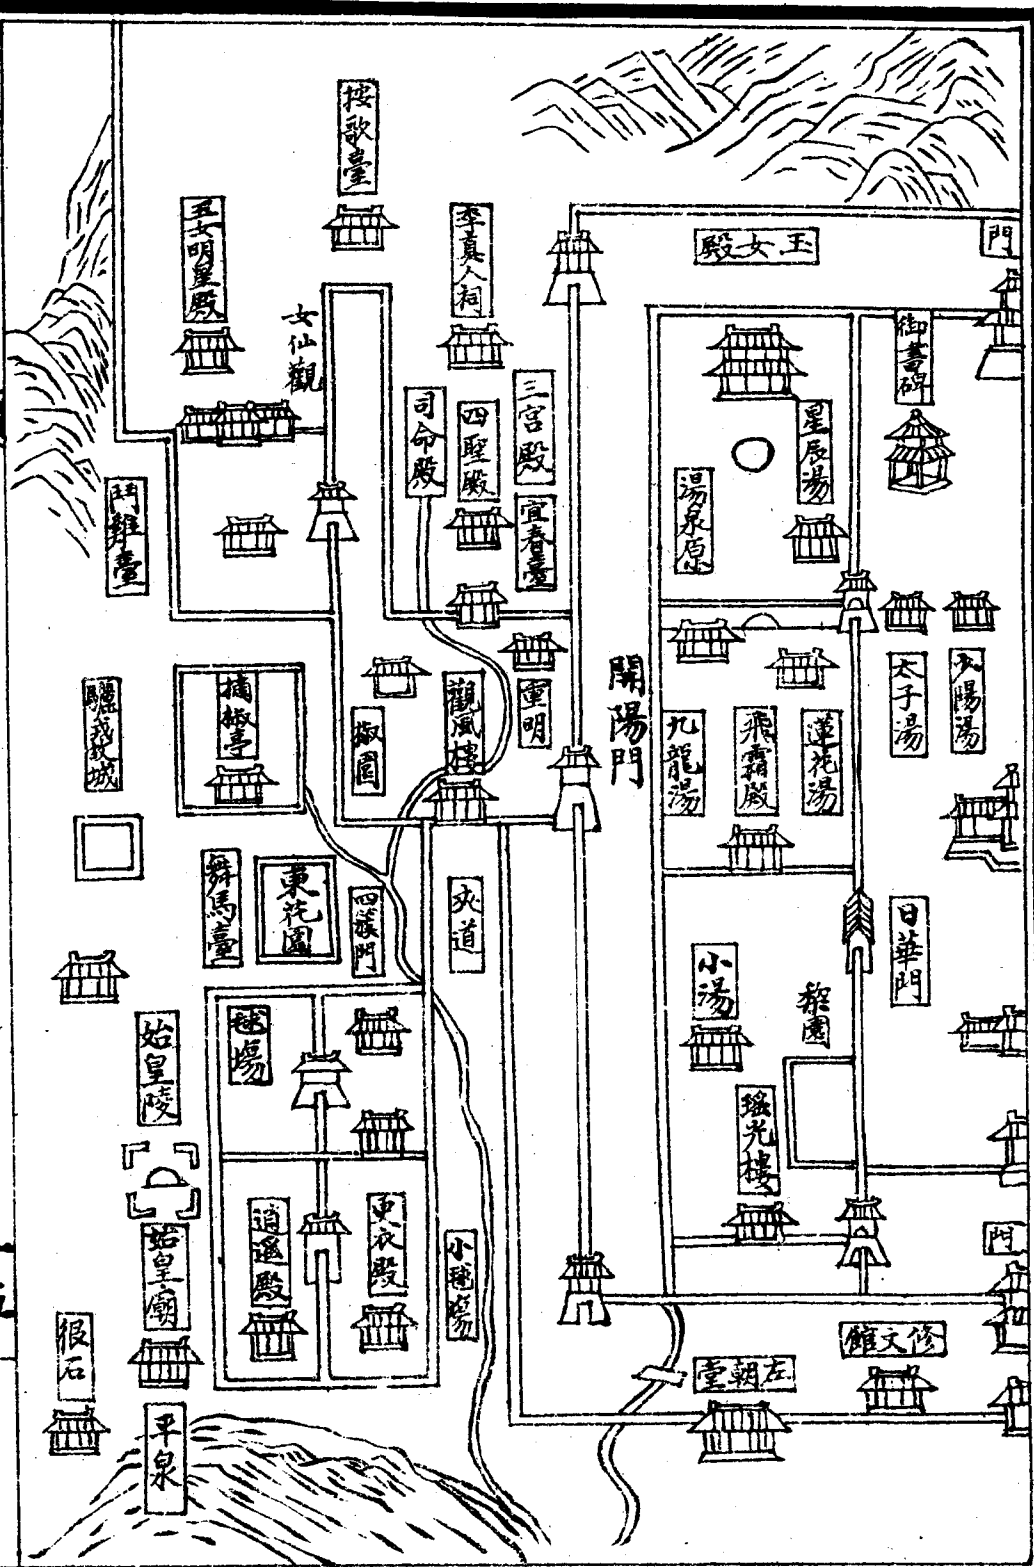 門
玉女殿
御書碑
星辰湯
湯泉原
太子湯
蓮花湯
飛霜殿
九龍湯
日華門
梨園
小湯
瑤光樓
門
修文館
左朝堂
開陽門
三宮殿
宜春臺
四聖殿
李真人祠
司命殿
重明
觀風樓
椒園
夾道
四簇門
小毬場
按歌臺
女仙觀
玉女明星殿
鬥雞臺
摘椒亭
東花園
舞馬臺
毬場
更衣殿
逍遥殿
驪戎故城
始皇陵
始皇廟
很石
平泉